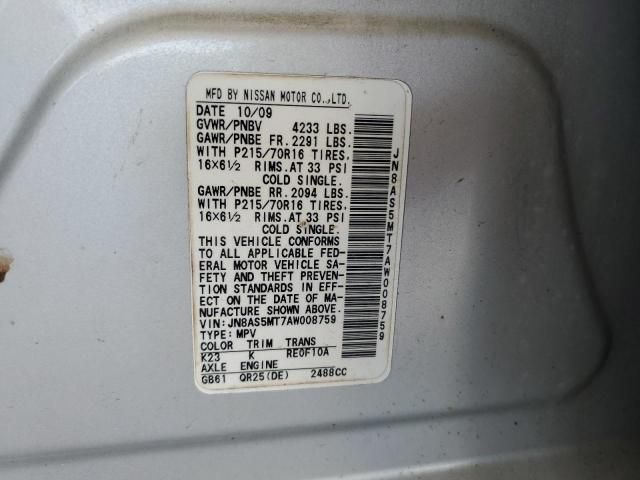 MFD BY NISSAN MOTOR CO.,LTD.
DATE 10/09
GVWR/PNBV 4233 LBS.
GAWR/PNBE FR.2291 LBS.
WITH P215/70R16 TIRES,
16X6½ RIMS.AT 33 PSI
COLD SINGLE.
GAWR/PNBE RR.2094 LBS.
WITH P215/70R16 TIRES,
16X6½ RIMS.AT 33 PSI
COLD SINGLE.
THIS VEHICLE CONFORMS
TO ALL APPLICABLE FED-
ERAL MOTOR VEHICLE SA-
FETY AND THEFT PREVEN-
TION STANDARDS IN EFF-
ECT ON THE DATE OF MA-
NUFACTURE SHOWN ABOVE.
VIN:JN8AS5MT7AW008759
TYPE:MPV
COLOR TRIM TRANS
K23 K RE0F10A
AXLE ENGINE
GB61 QR25(DE) 2488CC
JN8AS5MT7AW008759